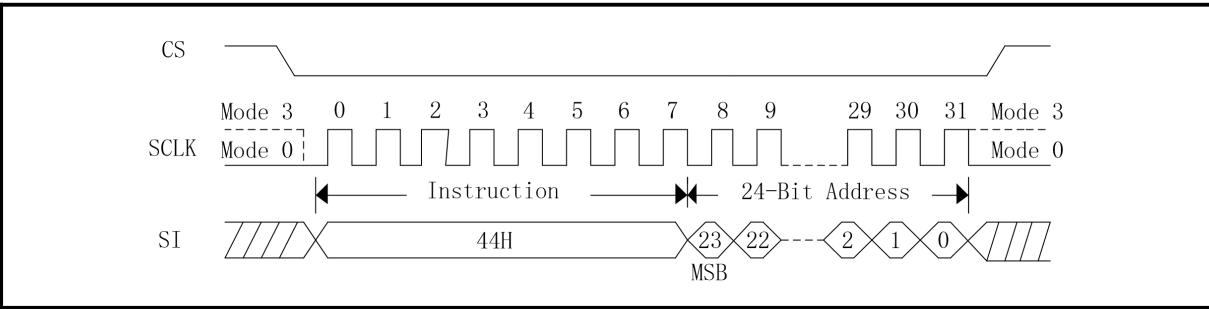 CS
Mode 3 0 1 2 3 4 5 6 7 8 9 29 30 31 Mode 3
SCLK Mode 0 Mode 0
Instruction 24-Bit Address
SI 44H 23 22 2 1 0
MSB